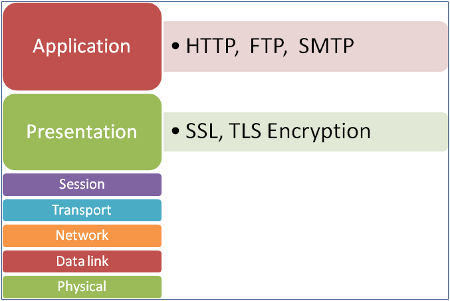 Application
• HTTP, FTP, SMTP
Presentation
• SSL, TLS Encryption
Session
Transport
Network
Data link
Physical